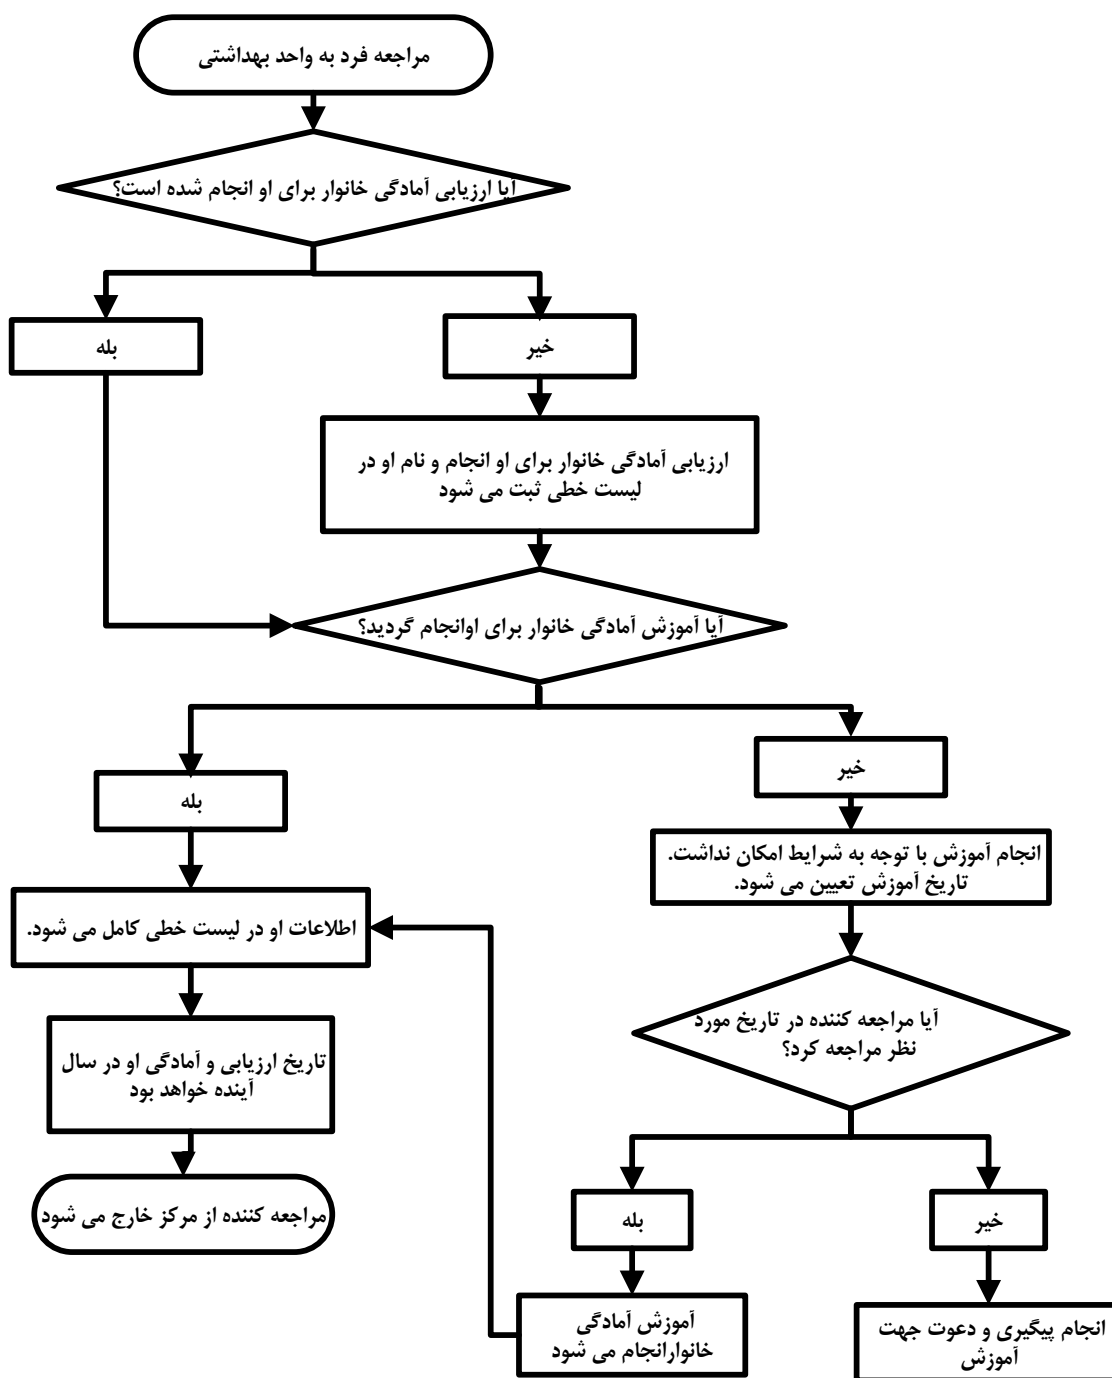 مراجعه فرد به واحد بهداشتی
آیا ارزیابی آمادگی خانوار برای او انجام شده است؟
بله
خیر
ارزیابی آمادگی خانوار برای او انجام و نام او در
لیست خطی ثبت می شود
آیا آموزش آمادگی خانوار برای اوانجام گردید؟
خیر
بله
انجام آموزش با توجه به شرایط امکان نداشت.
تاریخ آموزش تعیین می شود.
اطلاعات او در لیست خطی کامل می شود.
آیا مراجعه کننده در تاریخ مورد
نظر مراجعه کرد؟
تاریخ ارزیابی و آمادگی او در سال
آینده خواهد بود
مراجعه کننده از مرکز خارج می شود
بله
خیر
آموزش آمادگی
خانوارانجام می شود
انجام پیگیری و دعوت جهت
آموزش